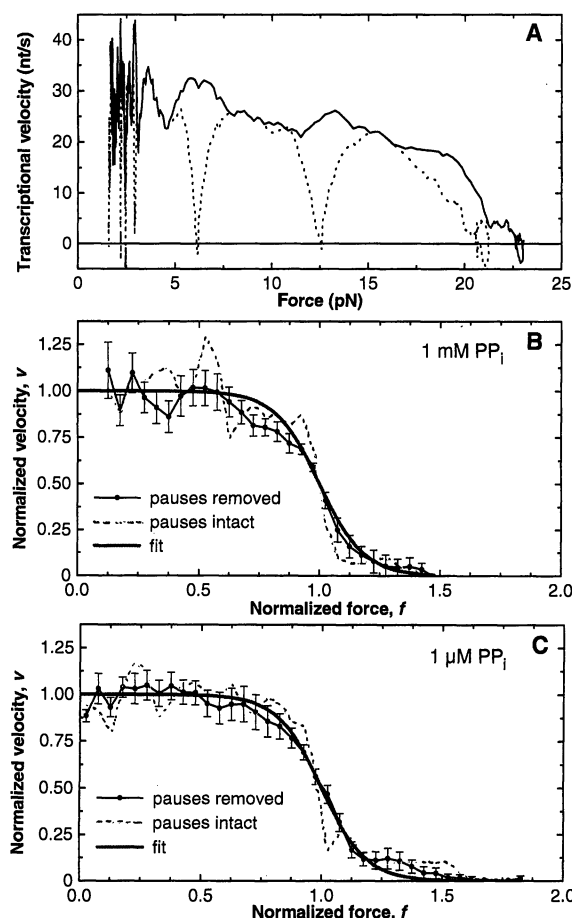 A
Transcriptional velocity (nt/s)
40
30
20
10
0
5
10
15
20
25
Force (pN)
B
1 mM PPi
Normalized velocity, v
1.25
1.00
0.75
0.50
0.25
0
pauses removed
pauses intact
fit
0.0
0.5
1.0
1.5
2.0
Normalized force, f
C
1 µM PPi
Normalized velocity, v
1.25
1.00
0.75
0.50
0.25
0
pauses removed
pauses intact
fit
0.0
0.5
1.0
1.5
2.0
Normalized force, f